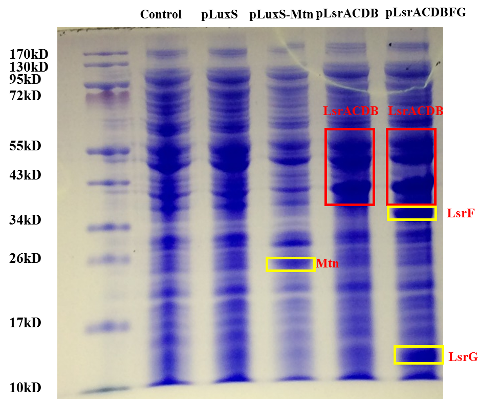 Control pLuxS pLuxS-Mtn pLsrACDB pLsrACDBFG
170kD
130kD
95kD
72kD
LsrACDB LsrACDB
55kD
43kD
34kD
LsrF
26kD
Mtn
17kD
LsrG
10kD